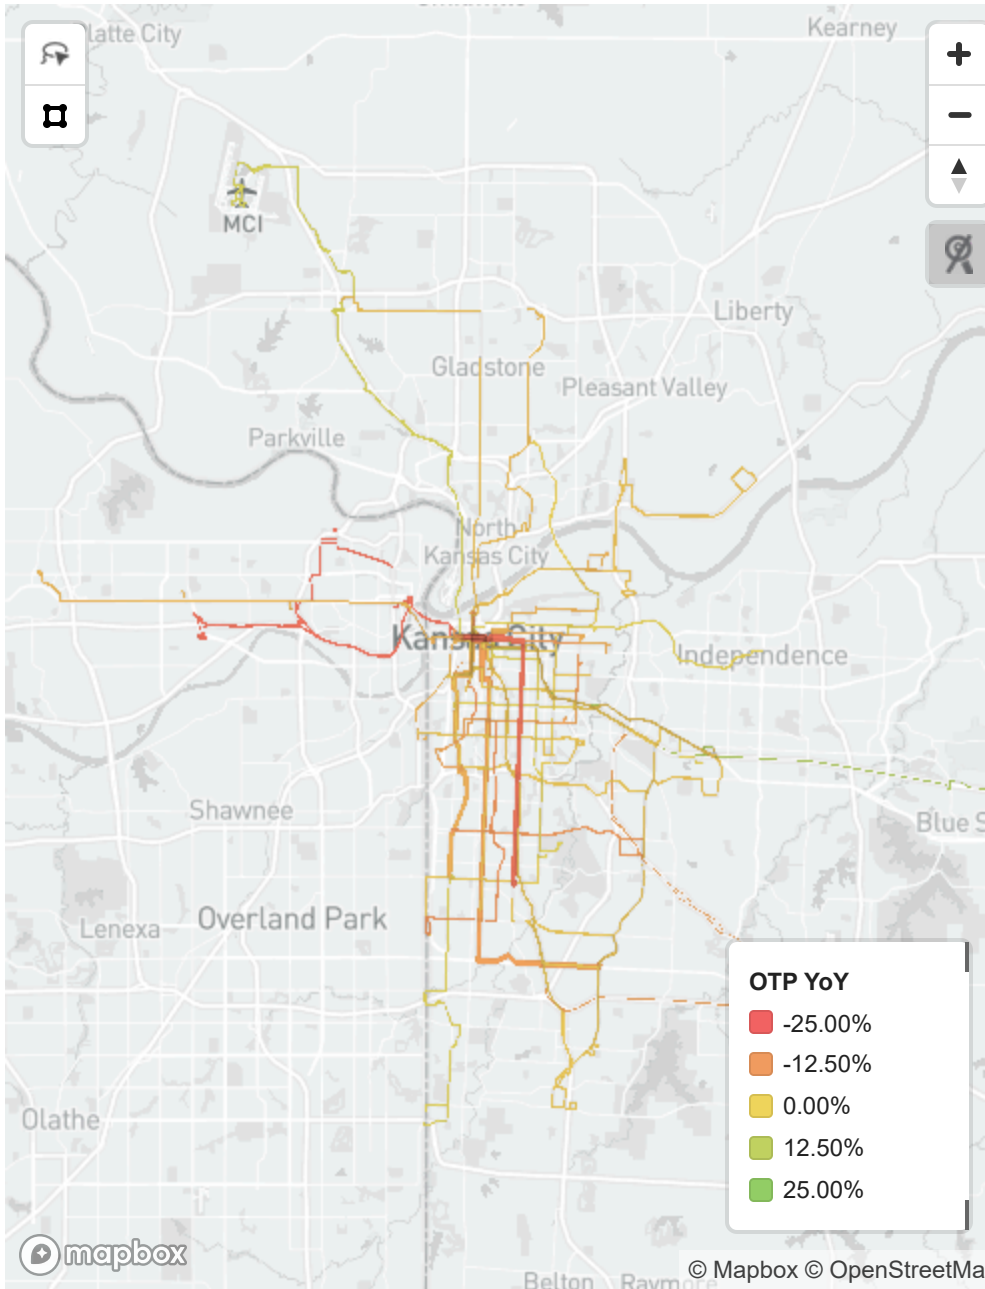 Platte City
Kearney
MCI
Liberty
Gladstone
Pleasant Valley
Parkville
North
Kansas City
Kansas City
Independence
Shawnee
Blue S
Overland Park
Lenexa
OTP YoY
-25.00%
-12.50%
0.00%
12.50%
25.00%
Olathe
mapbox
© Mapbox © OpenStreetMa
Belton
Raymore